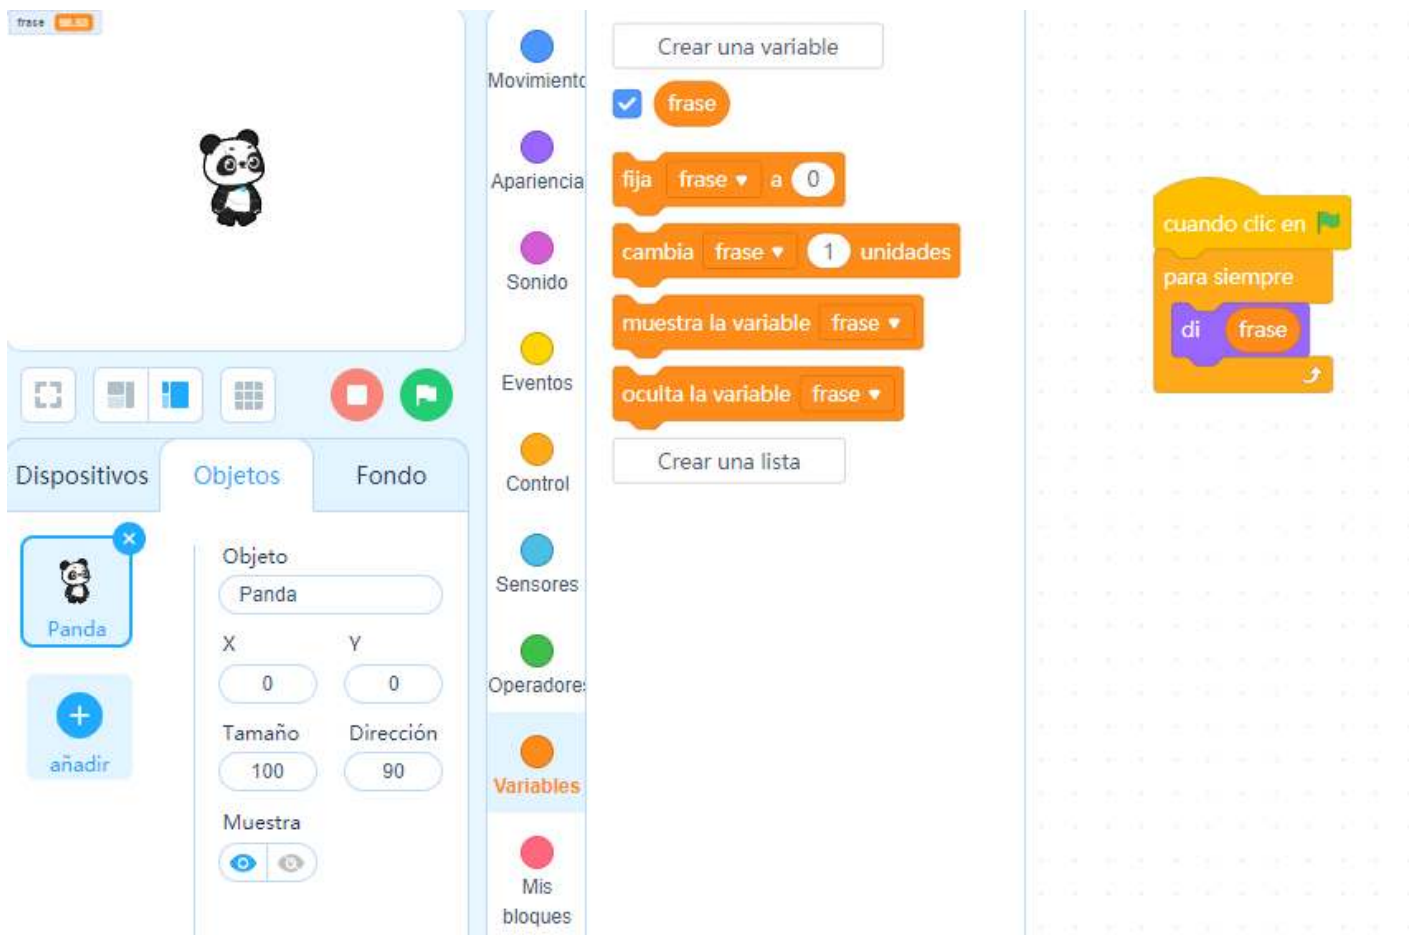 frase
Crear una variable
frase
fija frase a 0
cambia frase 1 unidades
muestra la variable frase
oculta la variable frase
Crear una lista
Movimiento
Apariencia
Sonido
Eventos
Control
Sensores
Operadores
Variables
Mis
bloques
cuando clic en
para siempre
di frase
Dispositivos Objetos Fondo
Panda
añadir
Objeto
Panda
X Y
0 0
Tamaño Dirección
100 90
Muestra